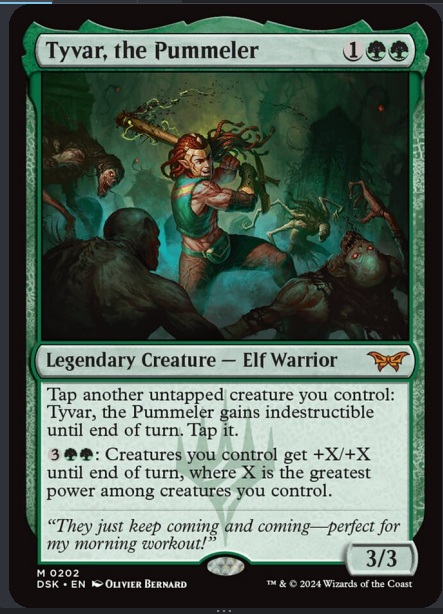 Tyvar, the Pummeler 1
Legendary Creature — Elf Warrior
Tap another untapped creature you control:
Tyvar, the Pummeler gains indestructible
until end of turn. Tap it.
3: Creatures you control get +X/+X
until end of turn, where X is the greatest
power among creatures you control.
“They just keep coming and coming—perfect for
my morning workout!”
3/3
M 0202
DSK • EN Olivier Bernard ™ & © 2024 Wizards of the Coast